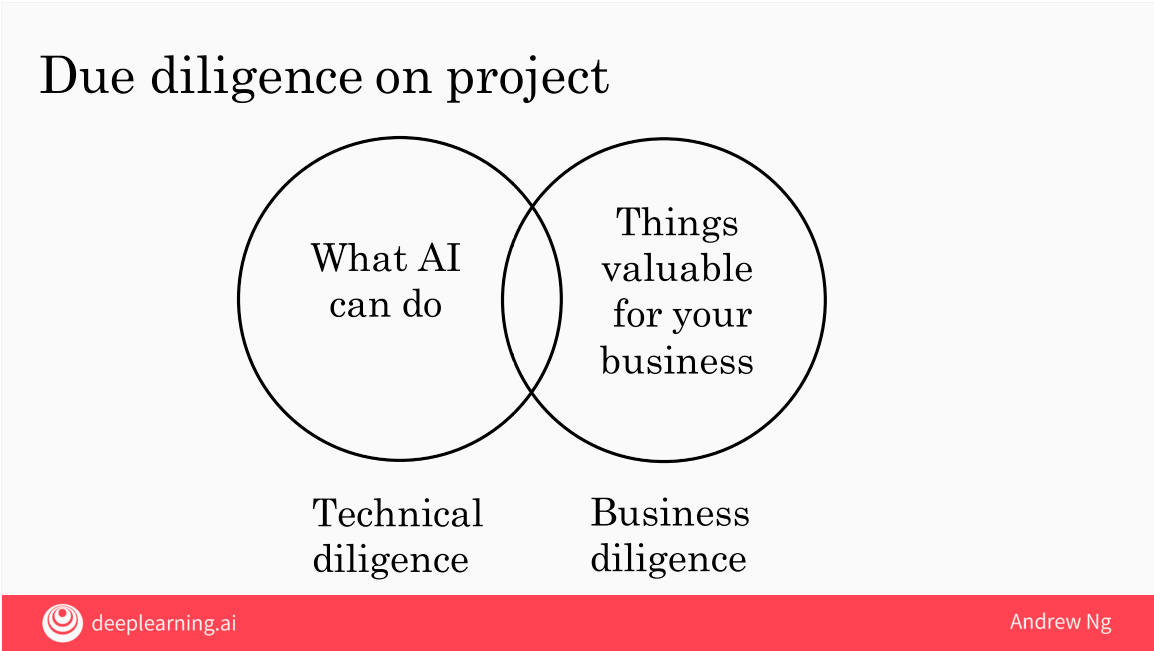 Due diligence on project
What AI
can do
Things
valuable
for your
business
Technical
diligence
Business
diligence
deeplearning.ai
Andrew Ng